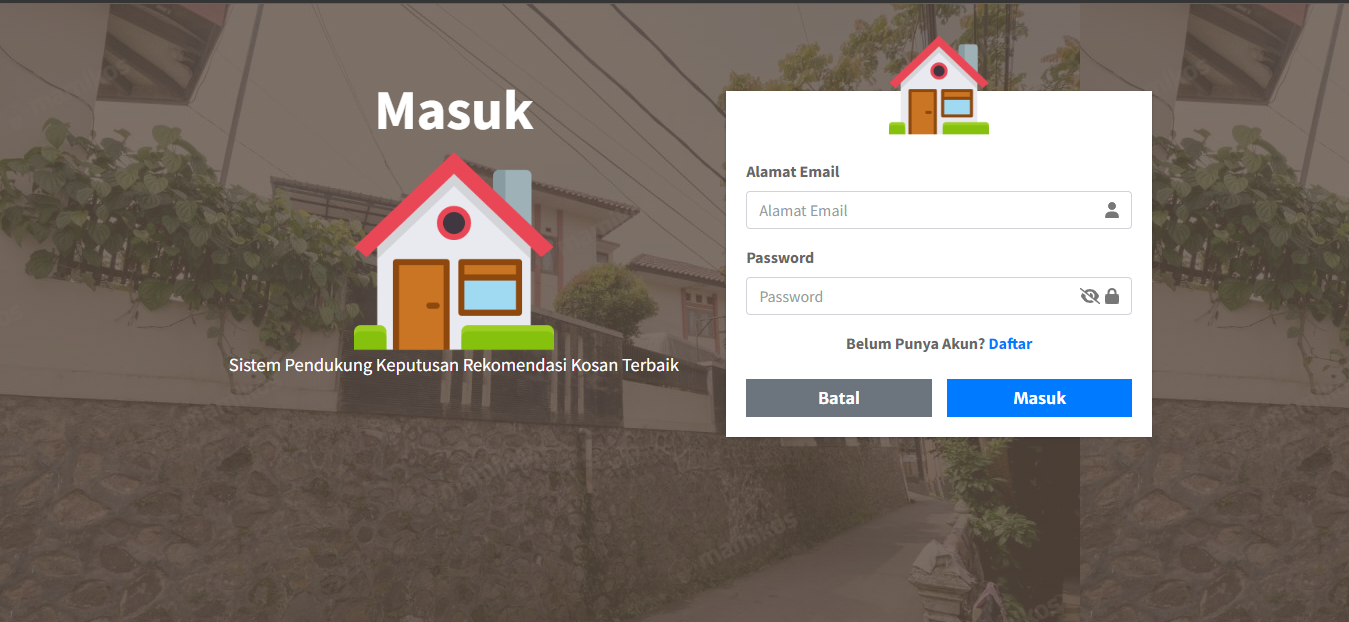 Masuk
Sistem Pendukung Keputusan Rekomendasi Kosan Terbaik
Alamat Email
Alamat Email
Password
Password
Belum Punya Akun? Daftar
Batal
Masuk
mamikos